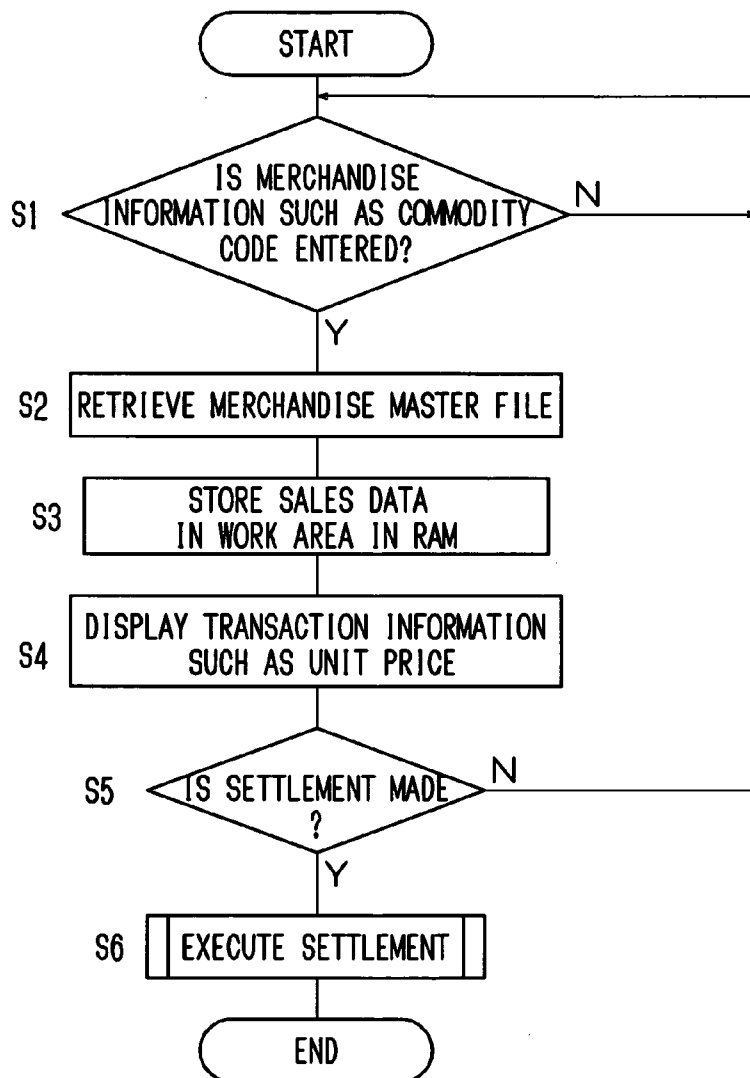 START
IS MERCHANDISE
S1
INFORMATION SUCH AS COMMODITY
N
CODE ENTERED?
Y
S2
RETRIEVE MERCHANDISE MASTER FILE
S3
STORE SALES DATA
IN WORK AREA IN RAM
S4
DISPLAY TRANSACTION INFORMATION
SUCH AS UNIT PRICE
S5
IS SETTLEMENT MADE
?
N
Y
S6
EXECUTE SETTLEMENT
END